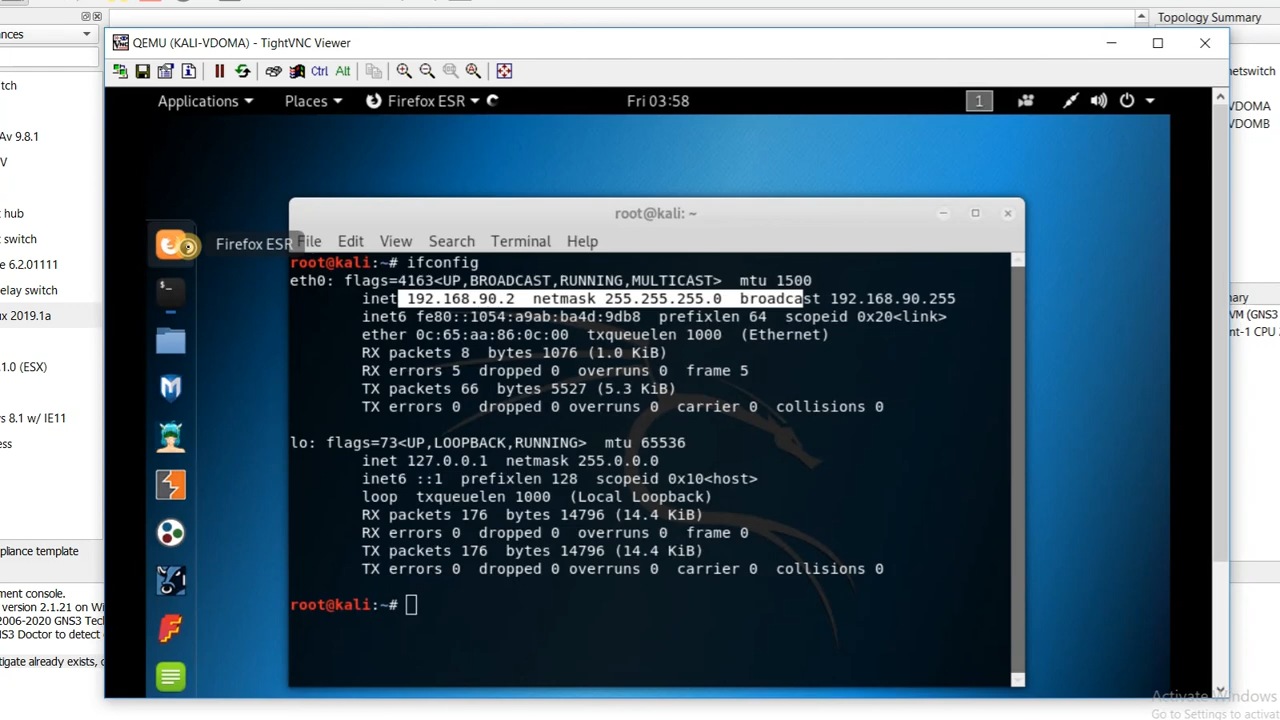 ances
Topology Summary
QEMU (KALI-VDOMA) - TightVNC Viewer
Ctrl Alt
tch
Av 9.8.1
V
hub
switch
e 6.2.01111
elay switch
ux 2019.1a
.1.0 (ESX)
s 8.1 w/ IE11
ess
pliance template
ment console.
version 2.1.21 on Wi
2006-2020 GNS3 Tech
NS3 Doctor to detect
tigate already exists, c
Applications Places Firefox ESR Fri 03:58 1
Firefox ESR
root@kali: ~
File Edit View Search Terminal Help
root@kali:~# ifconfig
eth0: flags=4163<UP,BROADCAST,RUNNING,MULTICAST> mtu 1500
inet 192.168.90.2 netmask 255.255.255.0 broadcast 192.168.90.255
inet6 fe80::1054:a9ab:ba4d:9db8 prefixlen 64 scopeid 0x20<link>
ether 0c:65:aa:86:0c:00 txqueuelen 1000 (Ethernet)
RX packets 8 bytes 1076 (1.0 KiB)
RX errors 5 dropped 0 overruns 0 frame 5
TX packets 66 bytes 5527 (5.3 KiB)
TX errors 0 dropped 0 overruns 0 carrier 0 collisions 0
lo: flags=73<UP,LOOPBACK,RUNNING> mtu 65536
inet 127.0.0.1 netmask 255.0.0.0
inet6 ::1 prefixlen 128 scopeid 0x10<host>
loop txqueuelen 1000 (Local Loopback)
RX packets 176 bytes 14796 (14.4 KiB)
RX errors 0 dropped 0 overruns 0 frame 0
TX packets 176 bytes 14796 (14.4 KiB)
TX errors 0 dropped 0 overruns 0 carrier 0 collisions 0
root@kali:~#
netswitch
VDOMA
VDOMB
mary
VM (GNS3
ent-1 CPU
Activate Windows
Go to Settings to activat